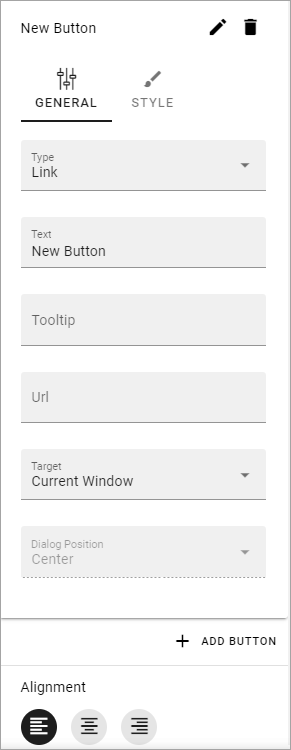 New Button
GENERAL STYLE
Type
Link
Text
New Button
Tooltip
Url
Target
Current Window
Dialog Position
Center
ADD BUTTON
Alignment